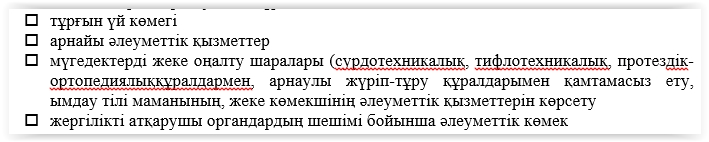 ☐ тұрғын үй көмегі
☐ арнайы әлеуметтік қызметтер
☐ мүгедектерді жеке оңалту шаралары (сурдотехникалық, тифлотехникалық, протездік-
ортопедиялыққұралдармен, арнаулы жүріп-тұру құралдарымен қамтамасыз ету,
ымдау тілі маманының, жеке көмекшінің әлеуметтік қызметтерін көрсету
☐ жергілікті атқарушы органдардың шешімі бойынша әлеуметтік көмек